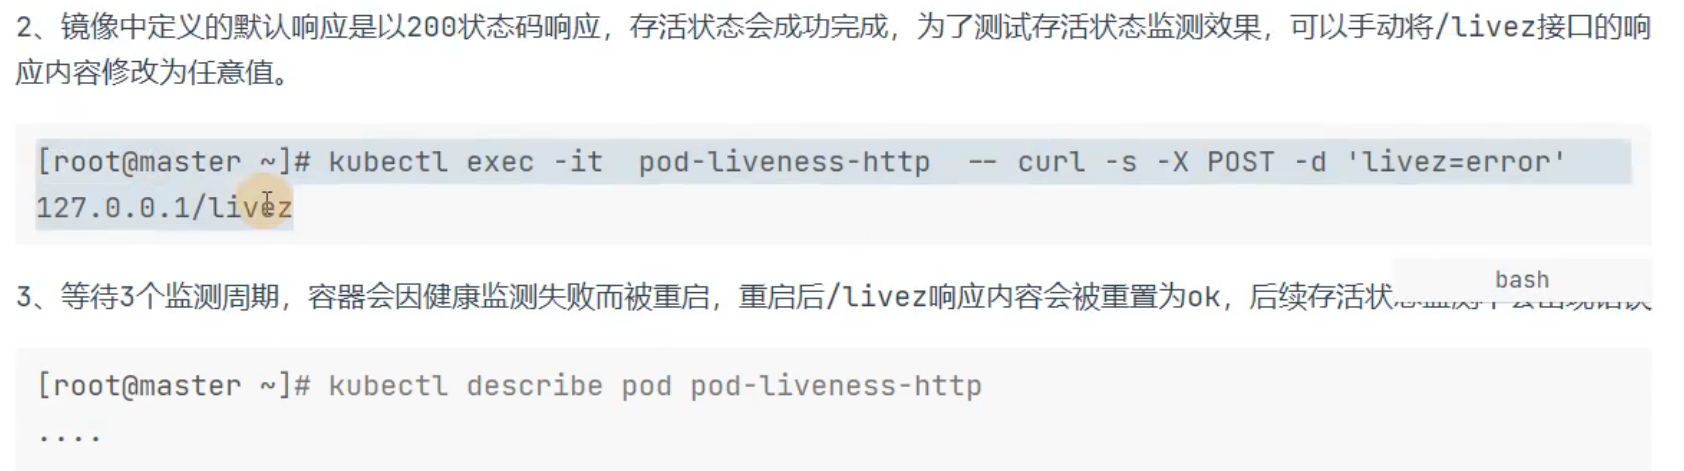 2、镜像中定义的默认响应是以200状态码响应，存活状态会成功完成，为了测试存活状态监测效果，可以手动将/livez接口的响
应内容修改为任意值。
[root@master ~]# kubectl exec -it  pod-liveness-http  -- curl -s -X POST -d 'livez=error'
127.0.0.1/livez
bash
3、等待3个监测周期，容器会因健康监测失败而被重启，重启后/livez响应内容会被重置为ok，后续存活状
[root@master ~]# kubectl describe pod pod-liveness-http
....